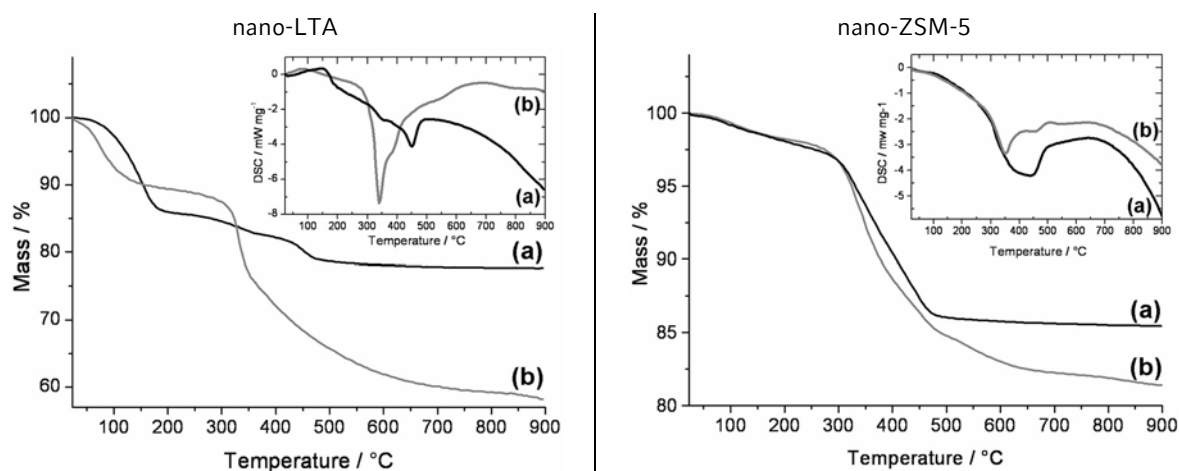 nano-LTA
100
90
80
70
60
Mass / %
100 200 300 400 500 600 700 800 900
Temperature / °C
(a)
(b)
0
-2
-4
-6
-8
DSC / mW mg⁻¹
100 200 300 400 500 600 700 800 900
Temperature / °C
(b)
(a)
nano-ZSM-5
105
100
95
90
85
80
Mass / %
100 200 300 400 500 600 700 800 900
Temperature / °C
(a)
(b)
0
-1
-2
-3
-4
-5
DSC / mw mg-1
100 200 300 400 500 600 700 800 900
Temperature / °C
(b)
(a)